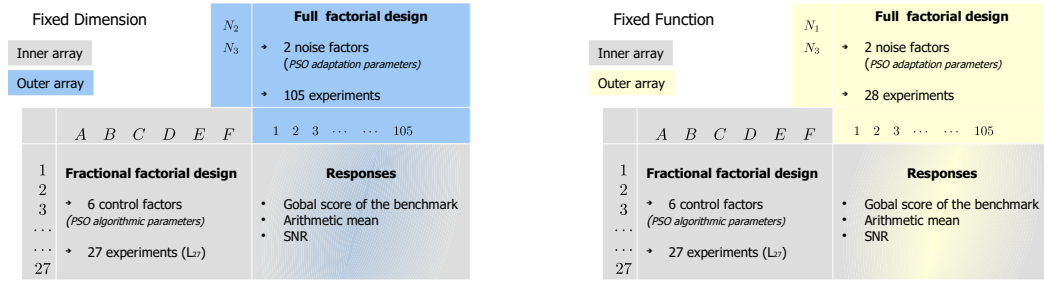 Fixed Dimension
Inner array
Outer array
N₂
N₃
Full factorial design
➔ 2 noise factors
(PSO adaptation parameters)
➔ 105 experiments
A B C D E F
1 2 3 ⋯ ⋯ 105
1
2
3
⋯
⋯
27
Fractional factorial design
➔ 6 control factors
(PSO algorithmic parameters)
➔ 27 experiments (L₂₇)
Responses
• Gobal score of the benchmark
• Arithmetic mean
• SNR
Fixed Function
Inner array
Outer array
N₁
N₃
Full factorial design
➔ 2 noise factors
(PSO adaptation parameters)
➔ 28 experiments
A B C D E F
1 2 3 ⋯ ⋯ 105
1
2
3
⋯
⋯
27
Fractional factorial design
➔ 6 control factors
(PSO algorithmic parameters)
➔ 27 experiments (L₂₇)
Responses
• Gobal score of the benchmark
• Arithmetic mean
• SNR